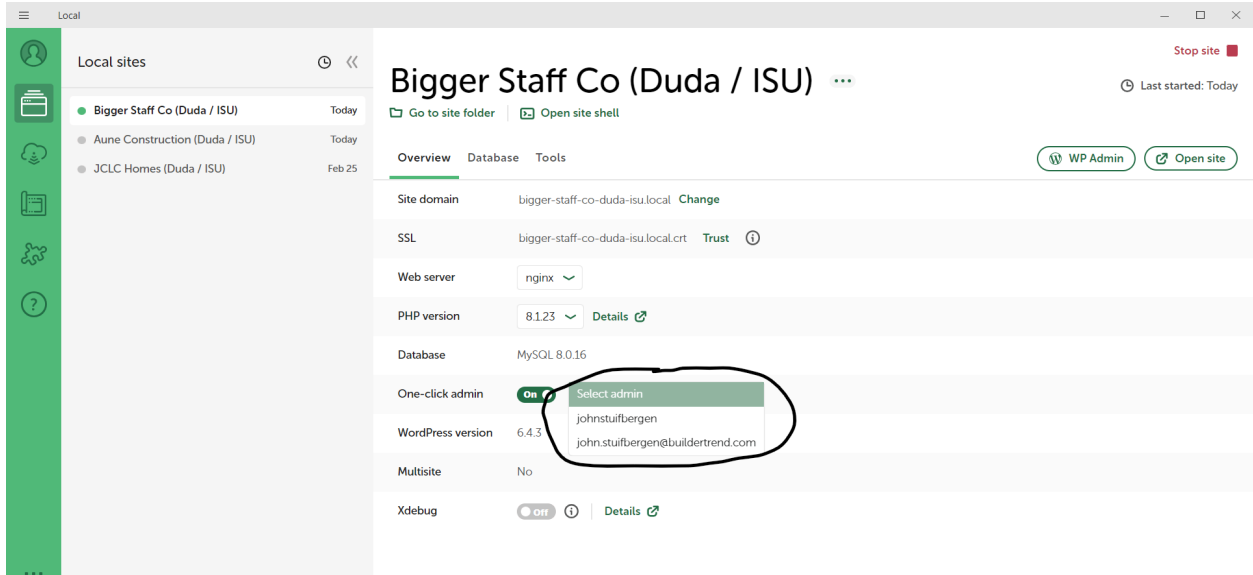 Local
Local sites
Bigger Staff Co (Duda / ISU) Today
Aune Construction (Duda / ISU) Today
JCLC Homes (Duda / ISU) Feb 25
Stop site
Bigger Staff Co (Duda / ISU) ...
Last started: Today
Go to site folder Open site shell
Overview Database Tools
WP Admin Open site
Site domain bigger-staff-co-duda-isu.local Change
SSL bigger-staff-co-duda-isu.local.crt Trust
Web server nginx
PHP version 8.1.23 Details
Database MySQL 8.0.16
One-click admin On Select admin
johnstuifbergen
WordPress version 6.4.3
john.stuifbergen@buildertrend.com
Multisite No
Xdebug Off Details